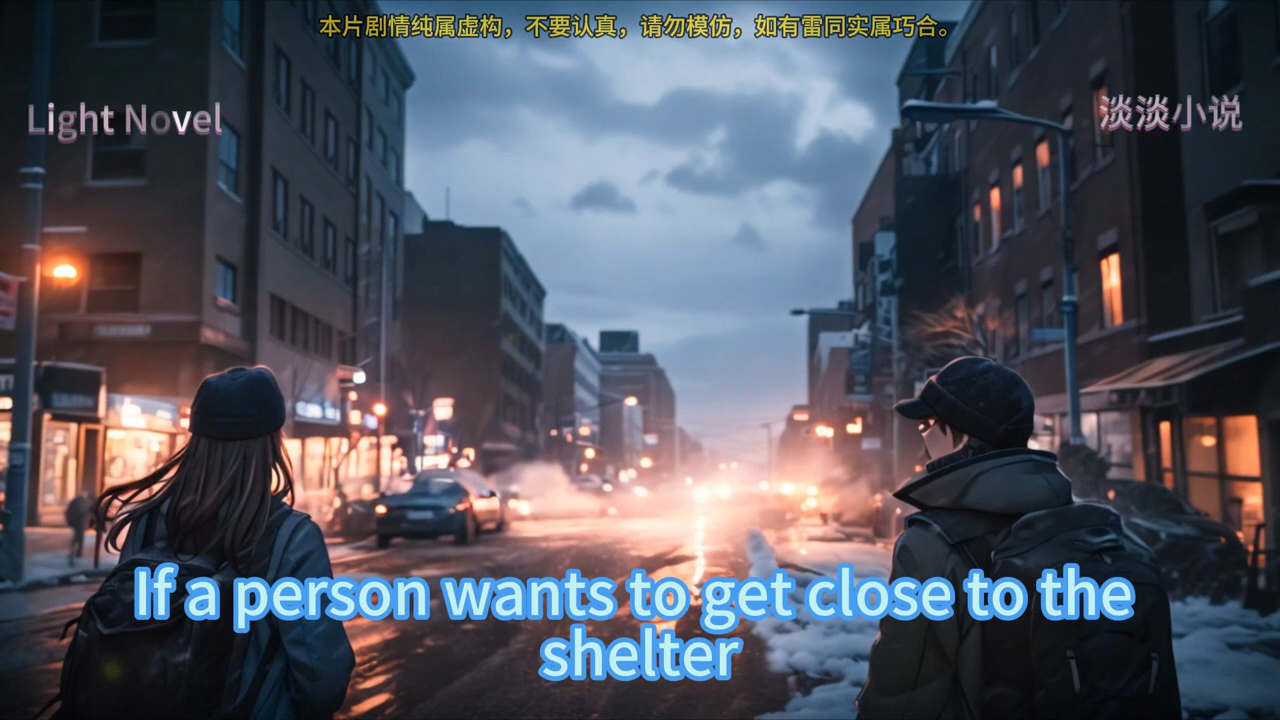 本片剧情纯属虚构，不要认真，请勿模仿，如有雷同实属巧合。
Light Novel
淡淡小说
If a person wants to get close to the
shelter